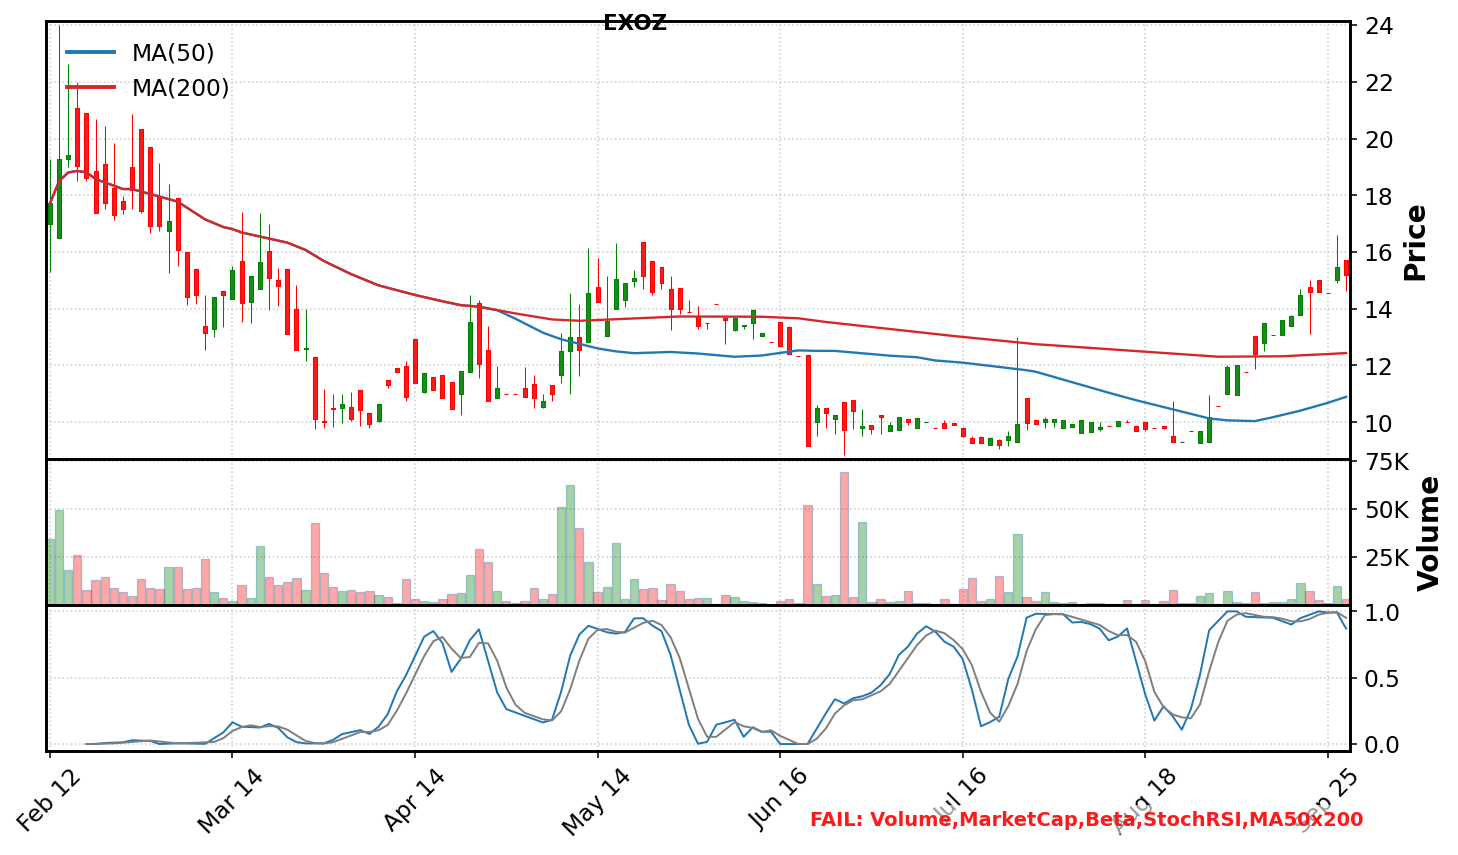 EXOZ
MA(50)
MA(200)
24
22
20
18
16
14
12
10
Price
75K
50K
25K
Volume
1.0
0.5
0.0
Feb 12
Mar 14
Apr 14
May 14
Jun 16
Jul 16
Aug 18
Sep 25
FAIL: Volume,MarketCap,Beta,StochRSI,MA50x200